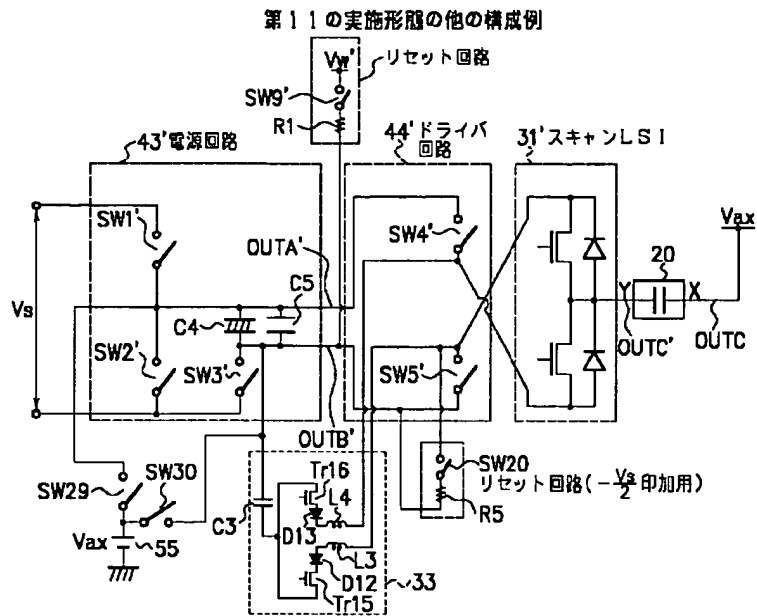 第11の実施形態の他の構成例
Vw'
リセット回路
SW9'
R1
43'電源回路
44'ドライバ
回路
31'スキャンLSI
SW1'
SW4'
Vax
OUTA'
20
C5
Vs
C4
Y
X
OUTC'
OUTC
SW2'
SW3'
SW5'
OUTB'
SW20
SW29
SW30
Tr16
リセット回路(-Vs/2印加用)
C3
L4
R5
Vax
55
D13
L3
D12
33
Tr15